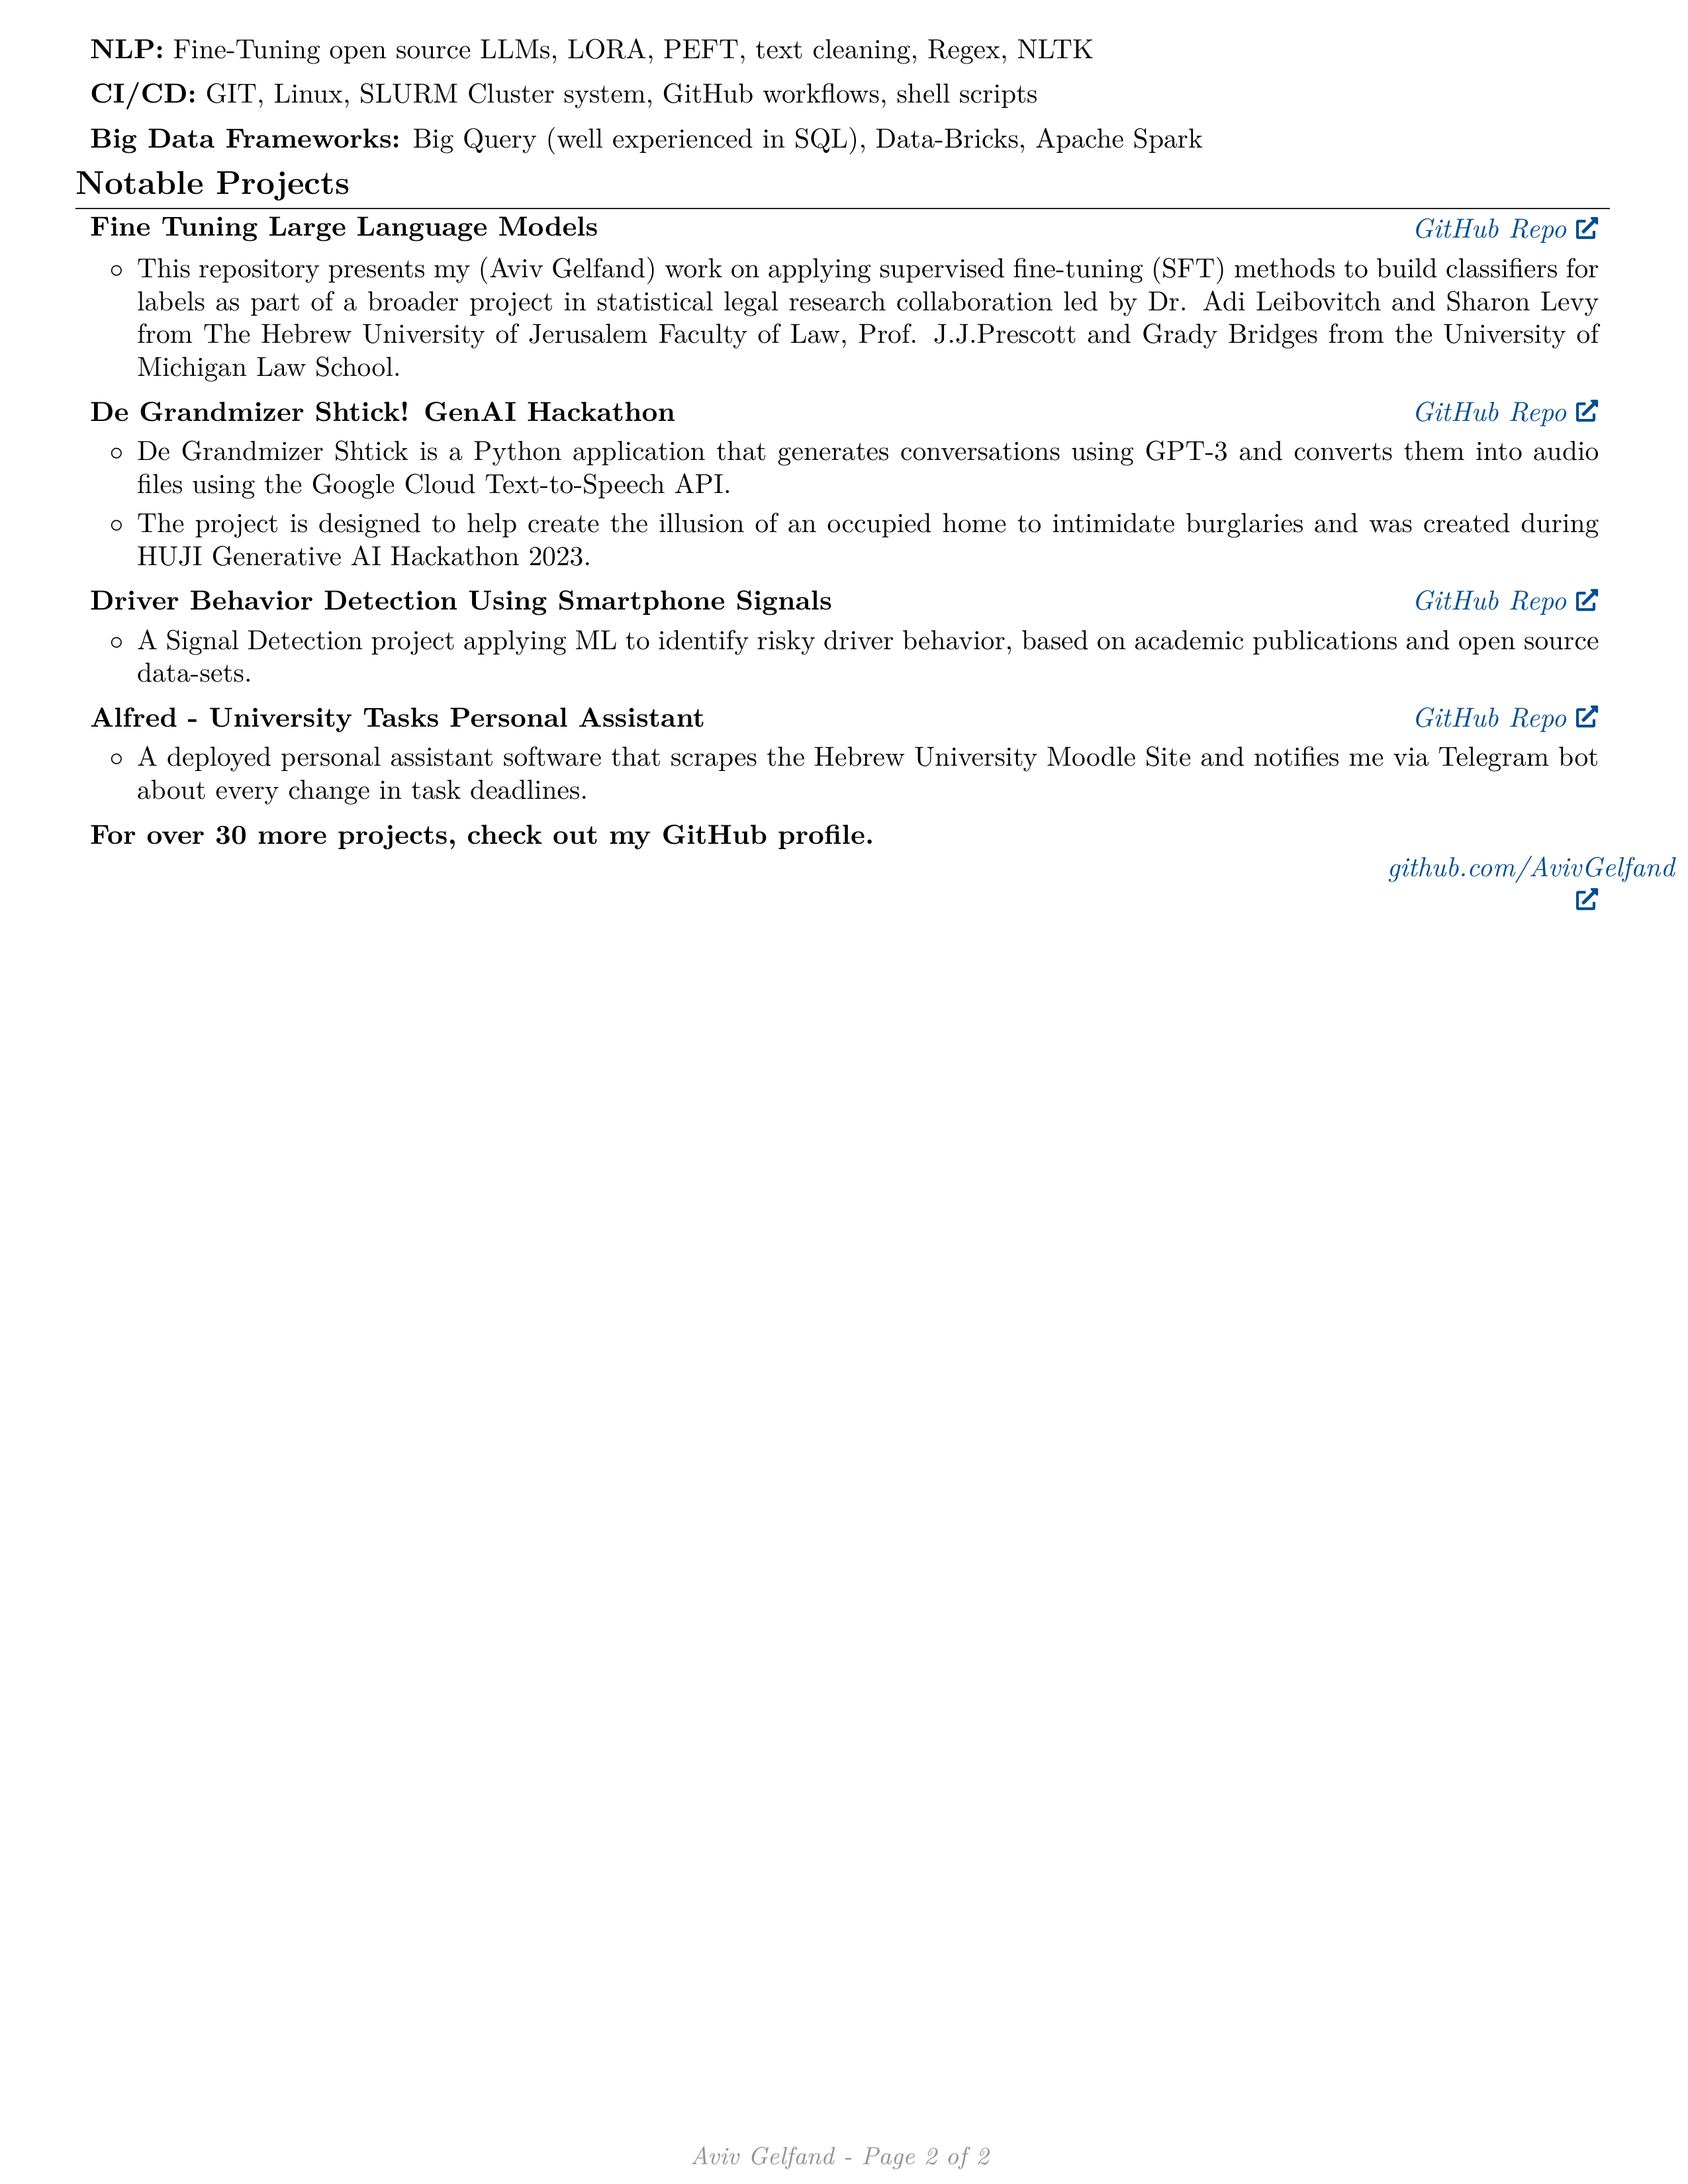 NLP: Fine-Tuning open source LLMs, LORA, PEFT, text cleaning, Regex, NLTK
CI/CD: GIT, Linux, SLURM Cluster system, GitHub workflows, shell scripts
Big Data Frameworks: Big Query (well experienced in SQL), Data-Bricks, Apache Spark
Notable Projects
Fine Tuning Large Language Models GitHub Repo
◦ This repository presents my (Aviv Gelfand) work on applying supervised fine-tuning (SFT) methods to build classifiers for
labels as part of a broader project in statistical legal research collaboration led by Dr. Adi Leibovitch and Sharon Levy
from The Hebrew University of Jerusalem Faculty of Law, Prof. J.J.Prescott and Grady Bridges from the University of
Michigan Law School.
De Grandmizer Shtick! GenAI Hackathon GitHub Repo
◦ De Grandmizer Shtick is a Python application that generates conversations using GPT-3 and converts them into audio
files using the Google Cloud Text-to-Speech API.
◦ The project is designed to help create the illusion of an occupied home to intimidate burglaries and was created during
HUJI Generative AI Hackathon 2023.
Driver Behavior Detection Using Smartphone Signals GitHub Repo
◦ A Signal Detection project applying ML to identify risky driver behavior, based on academic publications and open source
data-sets.
Alfred - University Tasks Personal Assistant GitHub Repo
◦ A deployed personal assistant software that scrapes the Hebrew University Moodle Site and notifies me via Telegram bot
about every change in task deadlines.
For over 30 more projects, check out my GitHub profile.
github.com/AvivGelfand
Aviv Gelfand - Page 2 of 2